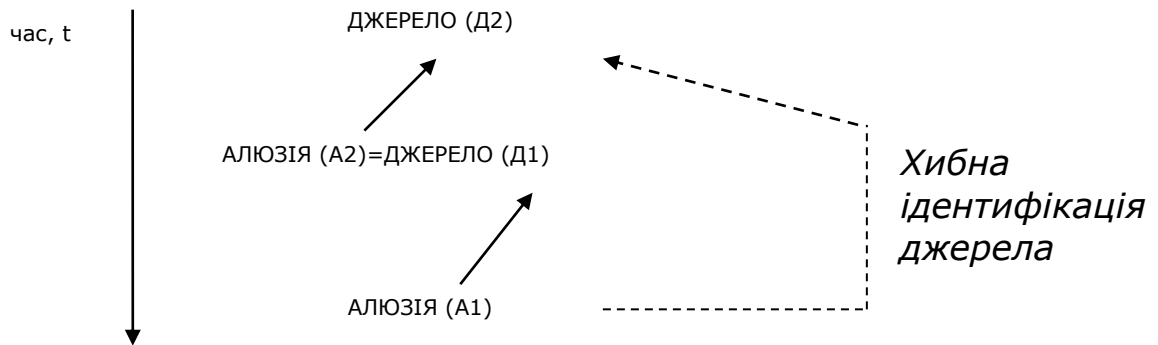 ДЖЕРЕЛО (Д2)
час, t
АЛЮЗІЯ (А2)=ДЖЕРЕЛО (Д1)
Хибна
ідентифікація
джерела
АЛЮЗІЯ (А1)